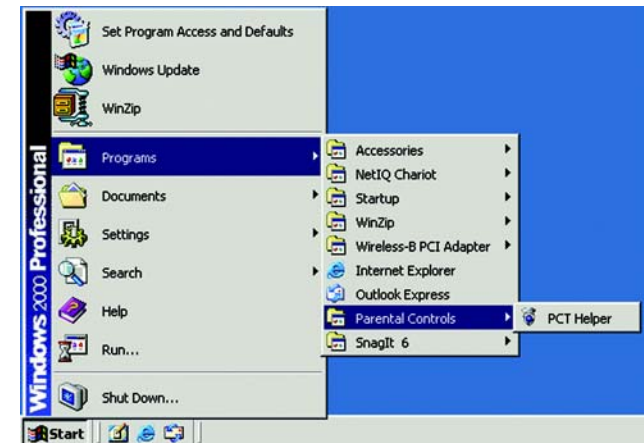 Set Program Access and Defaults
Windows Update
WinZip
Programs
Documents
Settings
Search
Help
Run...
Shut Down...
Windows 2000 Professional
Accessories
NetIQ Chariot
Startup
WinZip
Wireless-B PCI Adapter
Internet Explorer
Outlook Express
Parental Controls
SnagIt 6
PCT Helper
Start